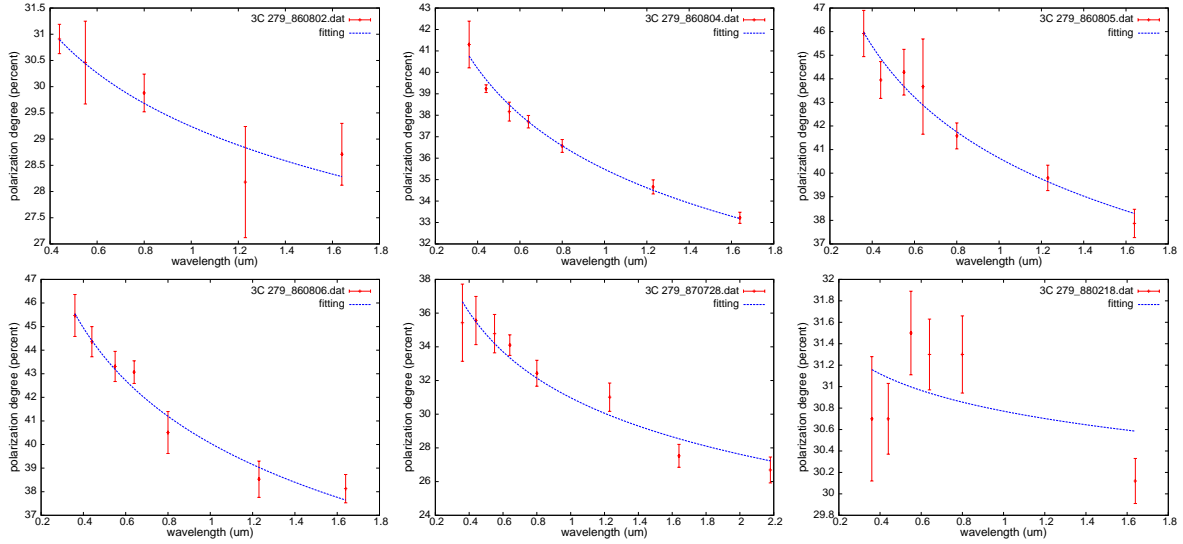 31.5
31
30.5
30
29.5
29
28.5
28
27.5
27
0.4 0.6 0.8 1 1.2 1.4 1.6 1.8
polarization degree (percent)
wavelength (um)
3C 279_860802.dat
fitting
43
42
41
40
39
38
37
36
35
34
33
32
0.2 0.4 0.6 0.8 1 1.2 1.4 1.6 1.8
polarization degree (percent)
wavelength (um)
3C 279_860804.dat
fitting
47
46
45
44
43
42
41
40
39
38
37
0.2 0.4 0.6 0.8 1 1.2 1.4 1.6 1.8
polarization degree (percent)
wavelength (um)
3C 279_860805.dat
fitting
47
46
45
44
43
42
41
40
39
38
37
0.2 0.4 0.6 0.8 1 1.2 1.4 1.6 1.8
polarization degree (percent)
wavelength (um)
3C 279_860806.dat
fitting
38
36
34
32
30
28
26
24
0.2 0.4 0.6 0.8 1 1.2 1.4 1.6 1.8 2 2.2
polarization degree (percent)
wavelength (um)
3C 279_870728.dat
fitting
32
31.8
31.6
31.4
31.2
31
30.8
30.6
30.4
30.2
30
29.8
0.2 0.4 0.6 0.8 1 1.2 1.4 1.6 1.8
polarization degree (percent)
wavelength (um)
3C 279_880218.dat
fitting